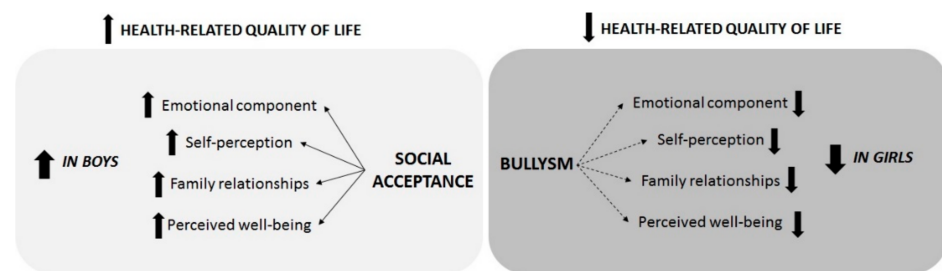 HEALTH-RELATED QUALITY OF LIFE
Emotional component
Self-perception
IN BOYS
SOCIAL
ACCEPTANCE
Family relationships
Perceived well-being
HEALTH-RELATED QUALITY OF LIFE
Emotional component
Self-perception
BULLYSM
IN GIRLS
Family relationships
Perceived well-being